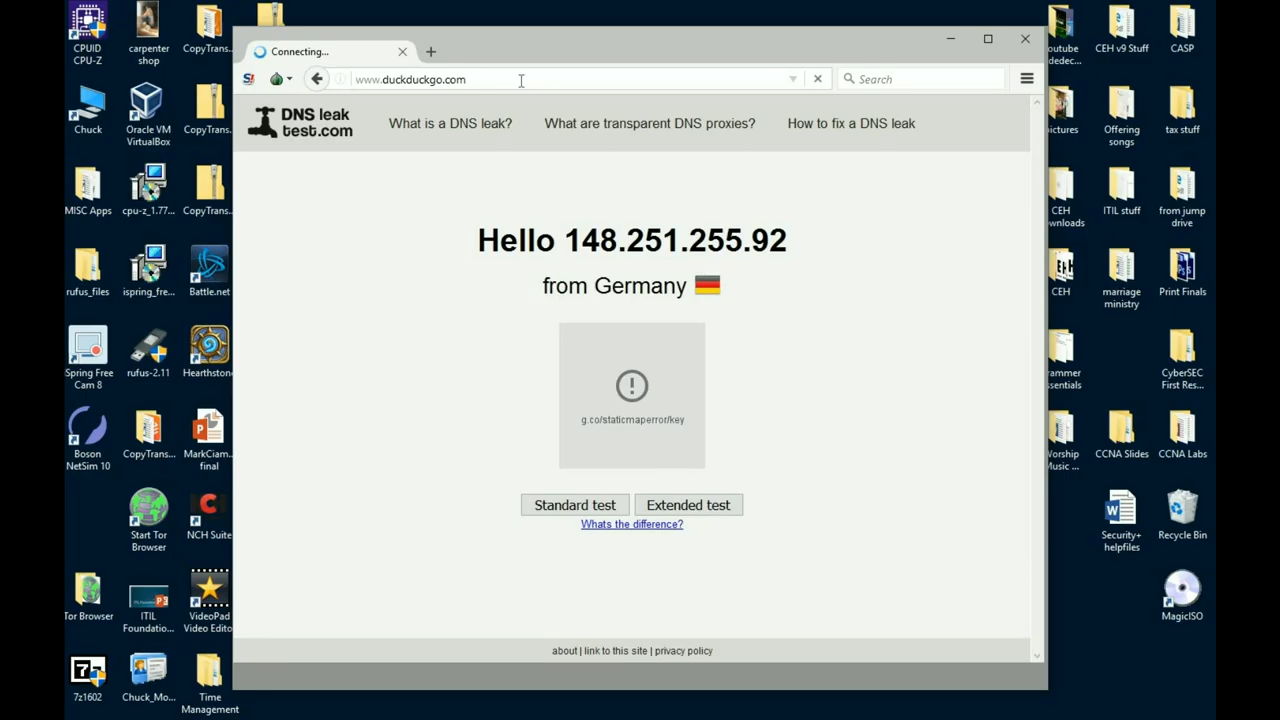 CPUID
CPU-Z
carpenter
shop
CopyTrans...
Chuck
Oracle VM
VirtualBox
CopyTrans...
MISC Apps
cpu-z_1.77...
CopyTrans...
rufus_files
ispring_fre...
Battle.net
Spring Free
Cam 8
rufus-2.11
Hearthstone
Boson
NetSim 10
CopyTrans...
MarkCiam...
final
Start Tor
Browser
NCH Suite
Tor Browser
ITIL
Foundatio...
VideoPad
Video Edito
7z1602
Chuck_Mo...
Time
Management
Connecting...
www.duckduckgo.com
Search
DNS leak
test.com
What is a DNS leak?
What are transparent DNS proxies?
How to fix a DNS leak
Hello 148.251.255.92
from Germany
g.co/staticmaperror/key
Standard test
Extended test
Whats the difference?
about | link to this site | privacy policy
outube
dedec...
CEH v9 Stuff
CASP
ictures
Offering
songs
tax stuff
CEH
ownloads
ITIL stuff
from jump
drive
CEH
marriage
ministry
Print Finals
rammer
ssentials
CyberSEC
First Res...
Worship
Music ...
CCNA Slides
CCNA Labs
Security+
helpfiles
Recycle Bin
MagicISO